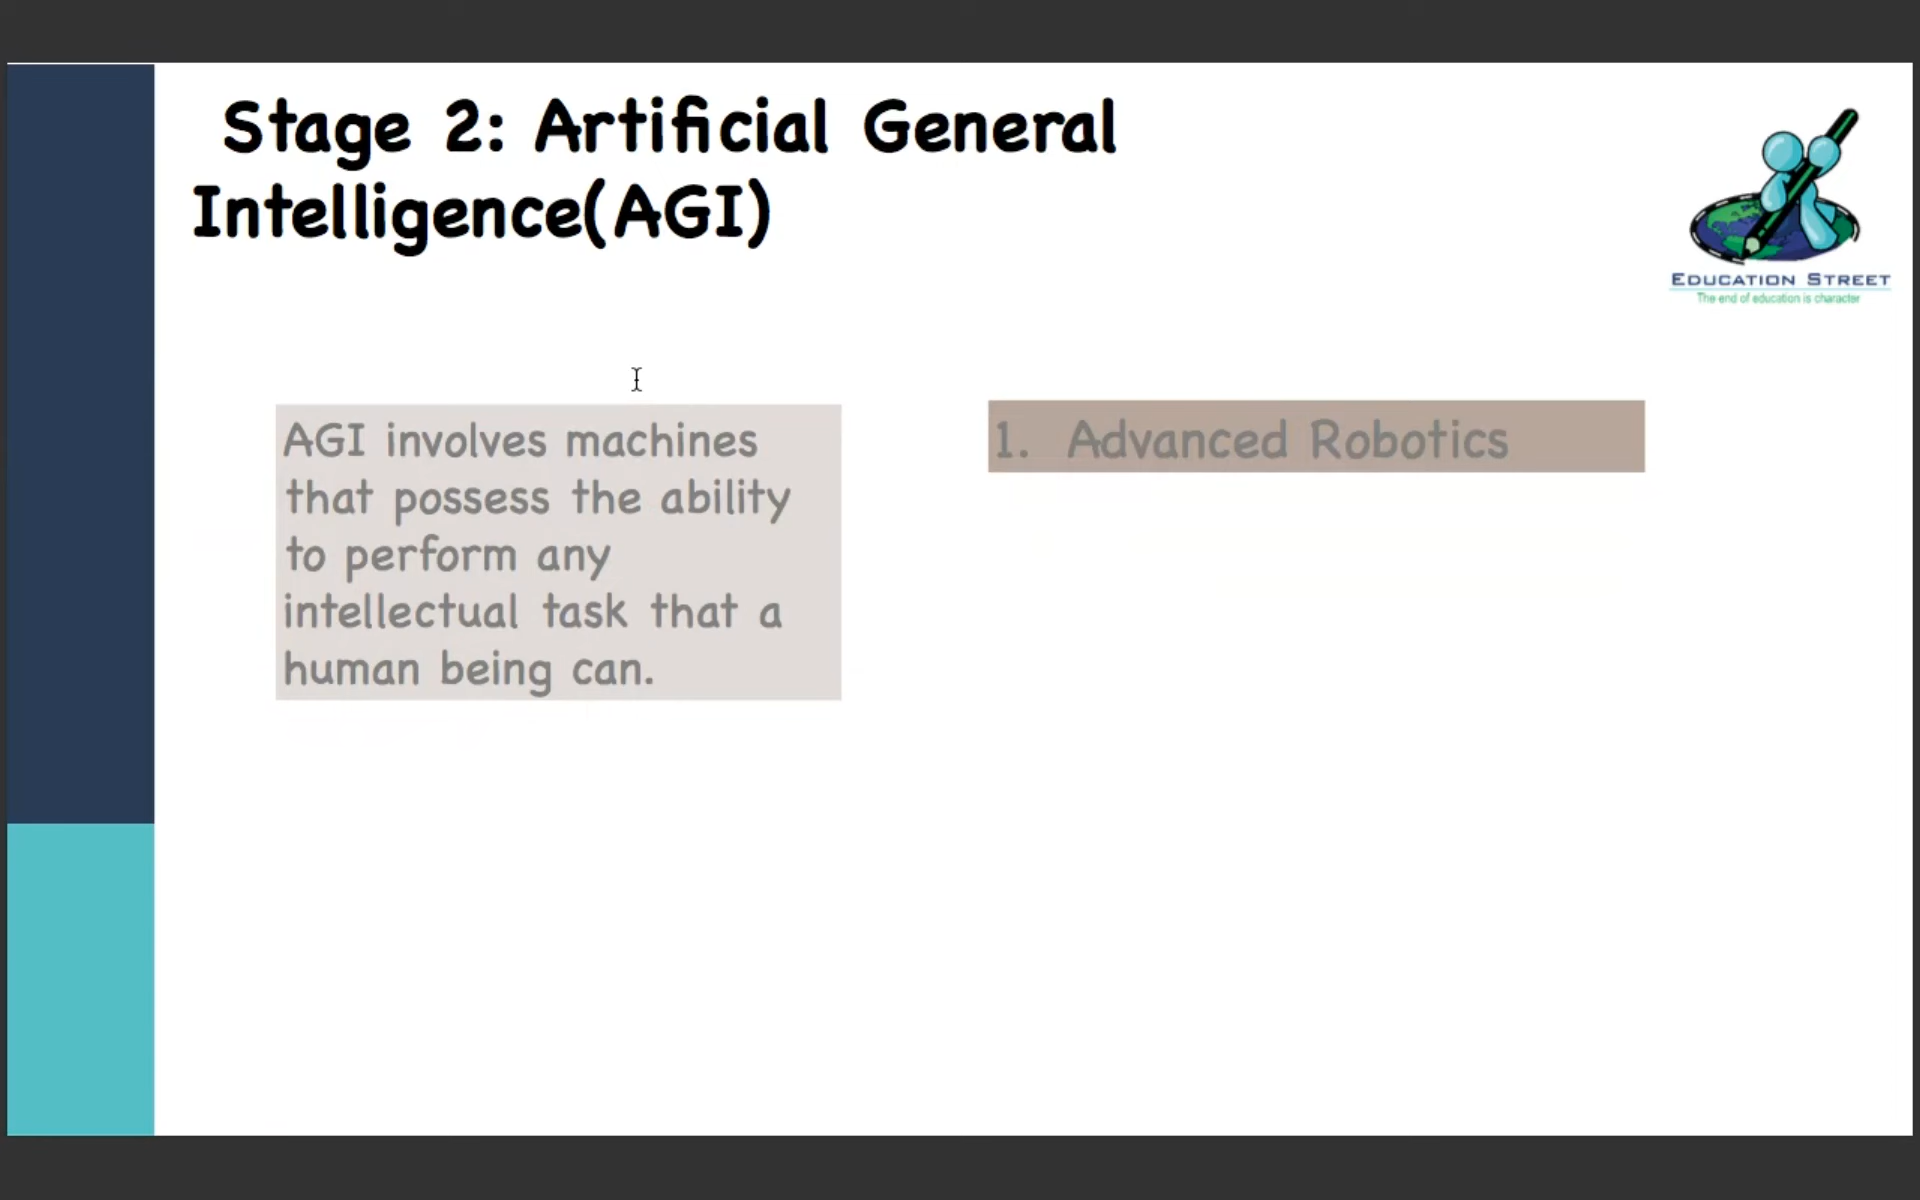 Stage 2: Artificial General
Intelligence(AGI)
EDUCATION STREET
The end of education is character
AGI involves machines
that possess the ability
to perform any
intellectual task that a
human being can.
1. Advanced Robotics